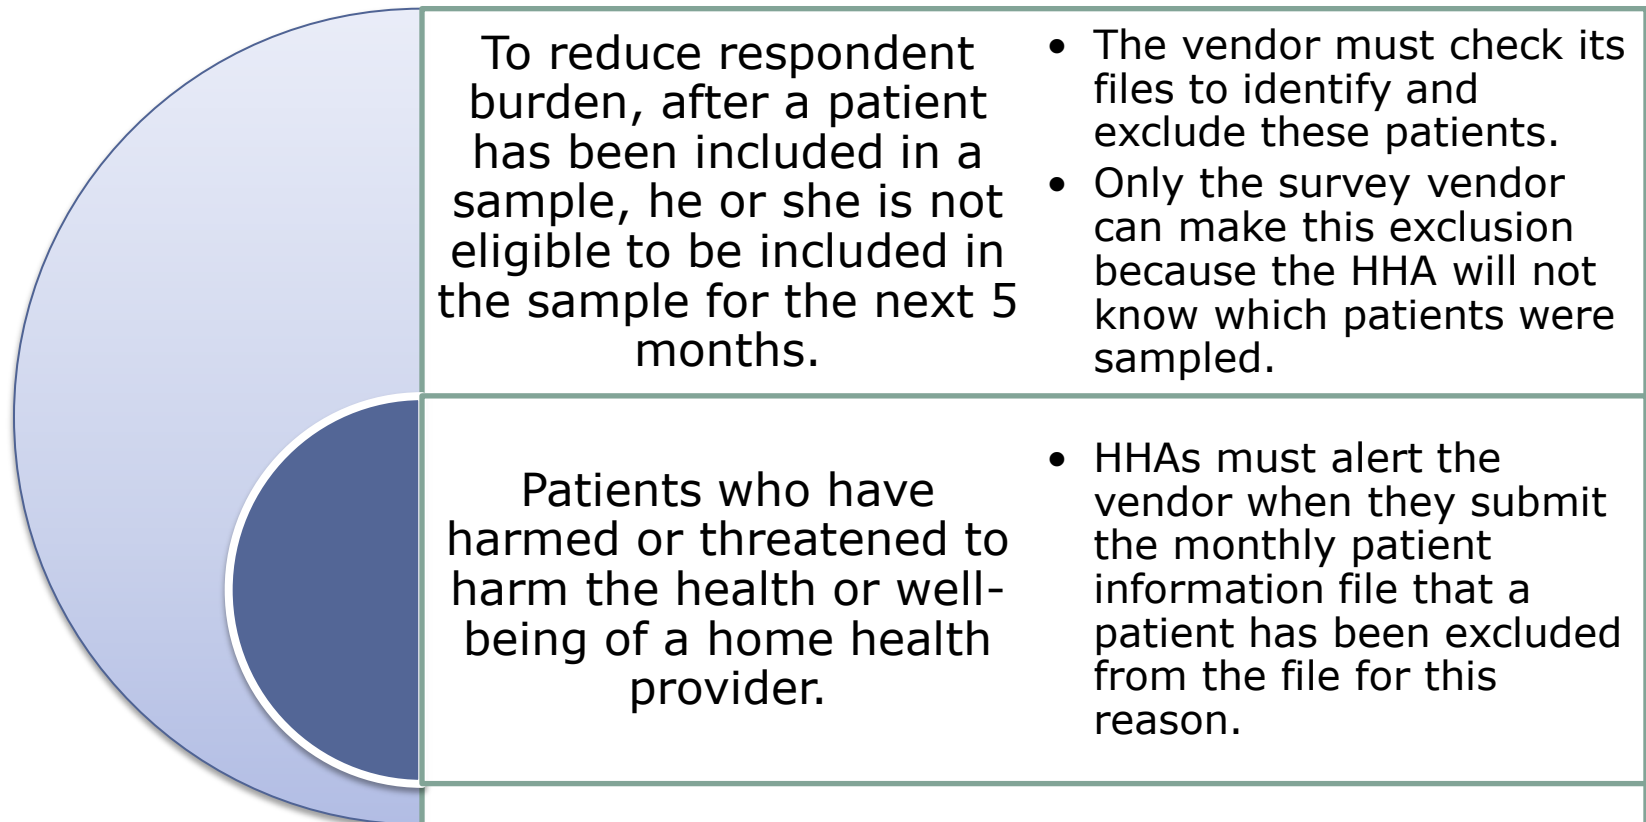 To reduce respondent
burden, after a patient
has been included in a
sample, he or she is not
eligible to be included in
the sample for the next 5
months.
• The vendor must check its
files to identify and
exclude these patients.
• Only the survey vendor
can make this exclusion
because the HHA will not
know which patients were
sampled.
Patients who have
harmed or threatened to
harm the health or well-
being of a home health
provider.
• HHAs must alert the
vendor when they submit
the monthly patient
information file that a
patient has been excluded
from the file for this
reason.